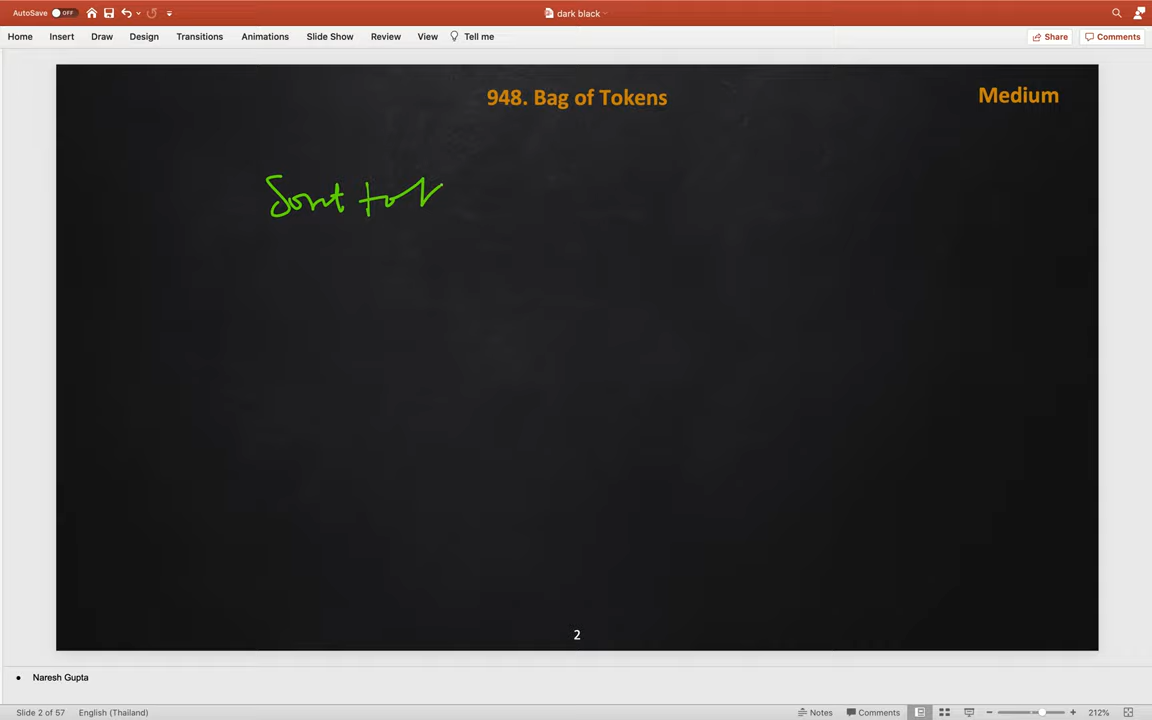 AutoSave OFF dark black
Home Insert Draw Design Transitions Animations Slide Show Review View Tell me Share Comments
948. Bag of Tokens Medium
Sort tok
2
• Naresh Gupta
Slide 2 of 57 English (Thailand) Notes Comments 212%